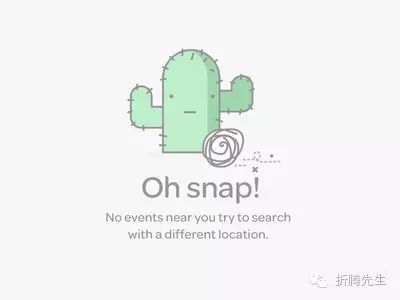 Oh snap!
No events near you try to search
with a different location.
折腾先生